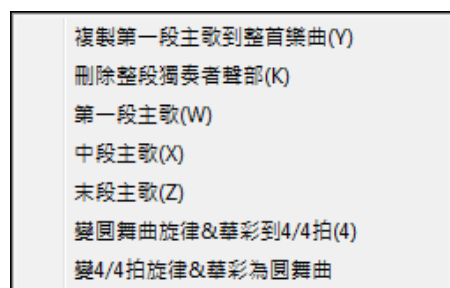 複製第一段主歌到整首樂曲(Y)
刪除整段獨奏者聲部(K)
第一段主歌(W)
中段主歌(X)
末段主歌(Z)
變圓舞曲旋律&華彩到4/4拍(4)
變4/4拍旋律&華彩為圓舞曲